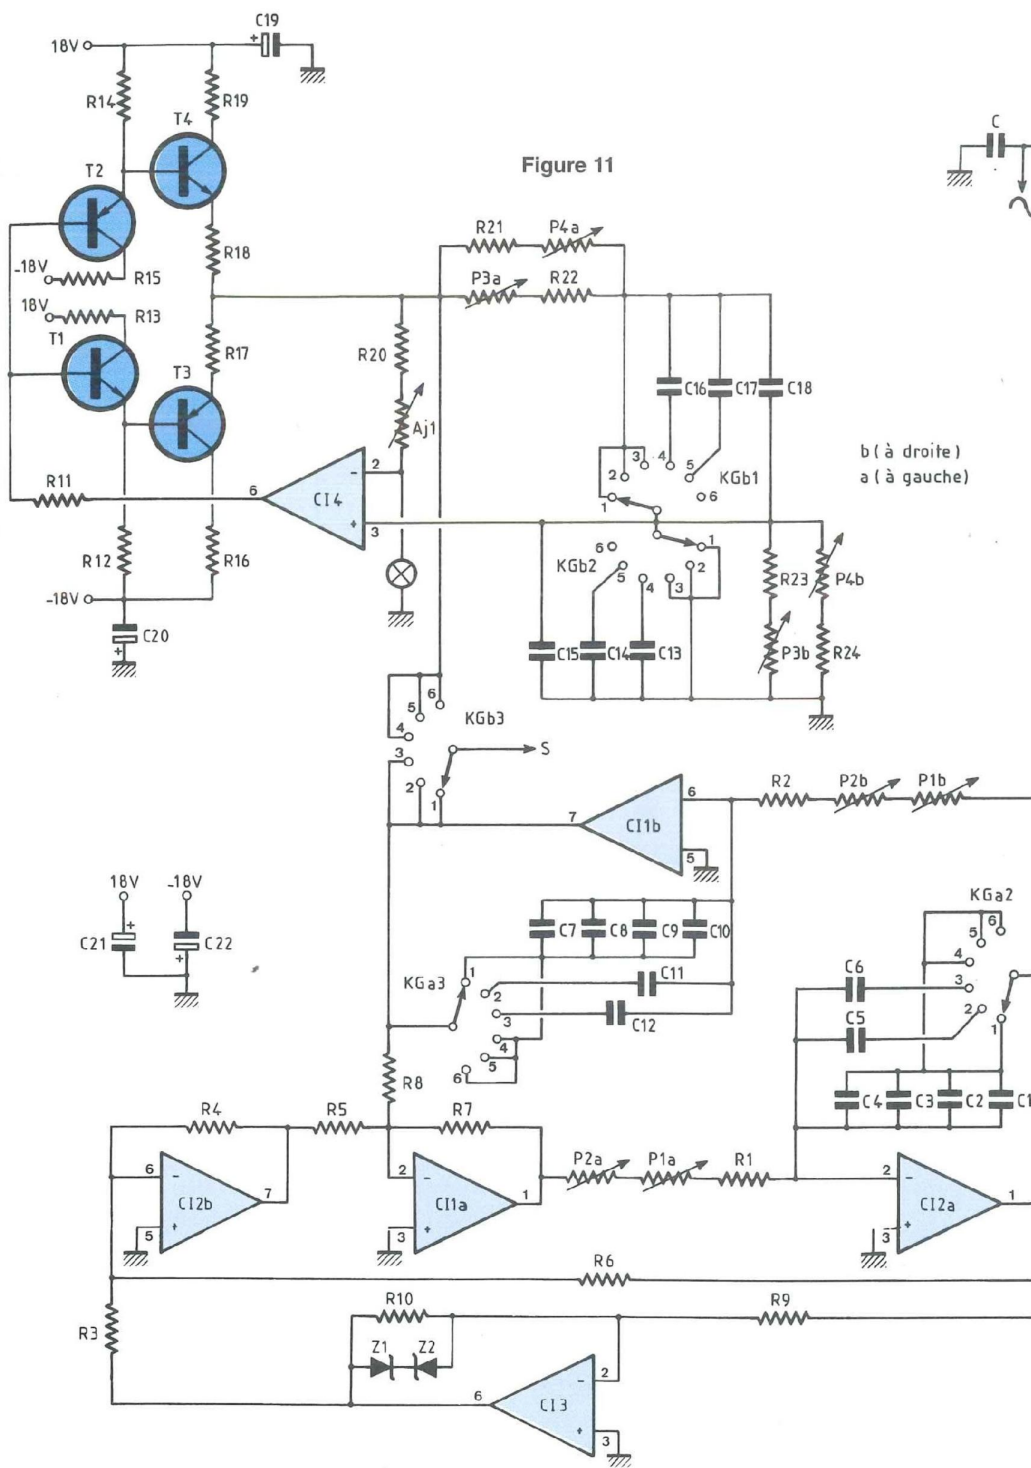 C19
18V
+
R14
R19
T4
C
T2
Figure 11
R21
P4a
R18
-18V
R15
P3a
R22
18V
R13
T1
R17
R20
T3
C16
C17
C18
Aj1
b (à droite)
a (à gauche)
2
-
3
4
5
KGb1
2
6
R11
6
CI4
1
+
3
6
1
R12
R16
KGb2
5
2
R23
P4b
4
3
-18V
C20
+
C15
C14
C13
P3b
R24
6
5
KGb3
4
3
S
2
1
R2
P2b
P1b
6
7
CI1b
5
18V
-18V
KGa2
6
5
+
C21
C22
+
C7
C8
C9
C10
4
C6
3
KGa3
1
C11
2
C5
2
1
3
C12
4
5
6
R8
C4
C3
C2
C1
R4
R5
R7
P2a
P1a
R1
6
-
2
-
2
-
CI2b
7
CI1a
1
CI2a
1
5
+
3
+
3
+
R6
R10
R9
R3
Z1
Z2
2
-
6
CI3
+
3